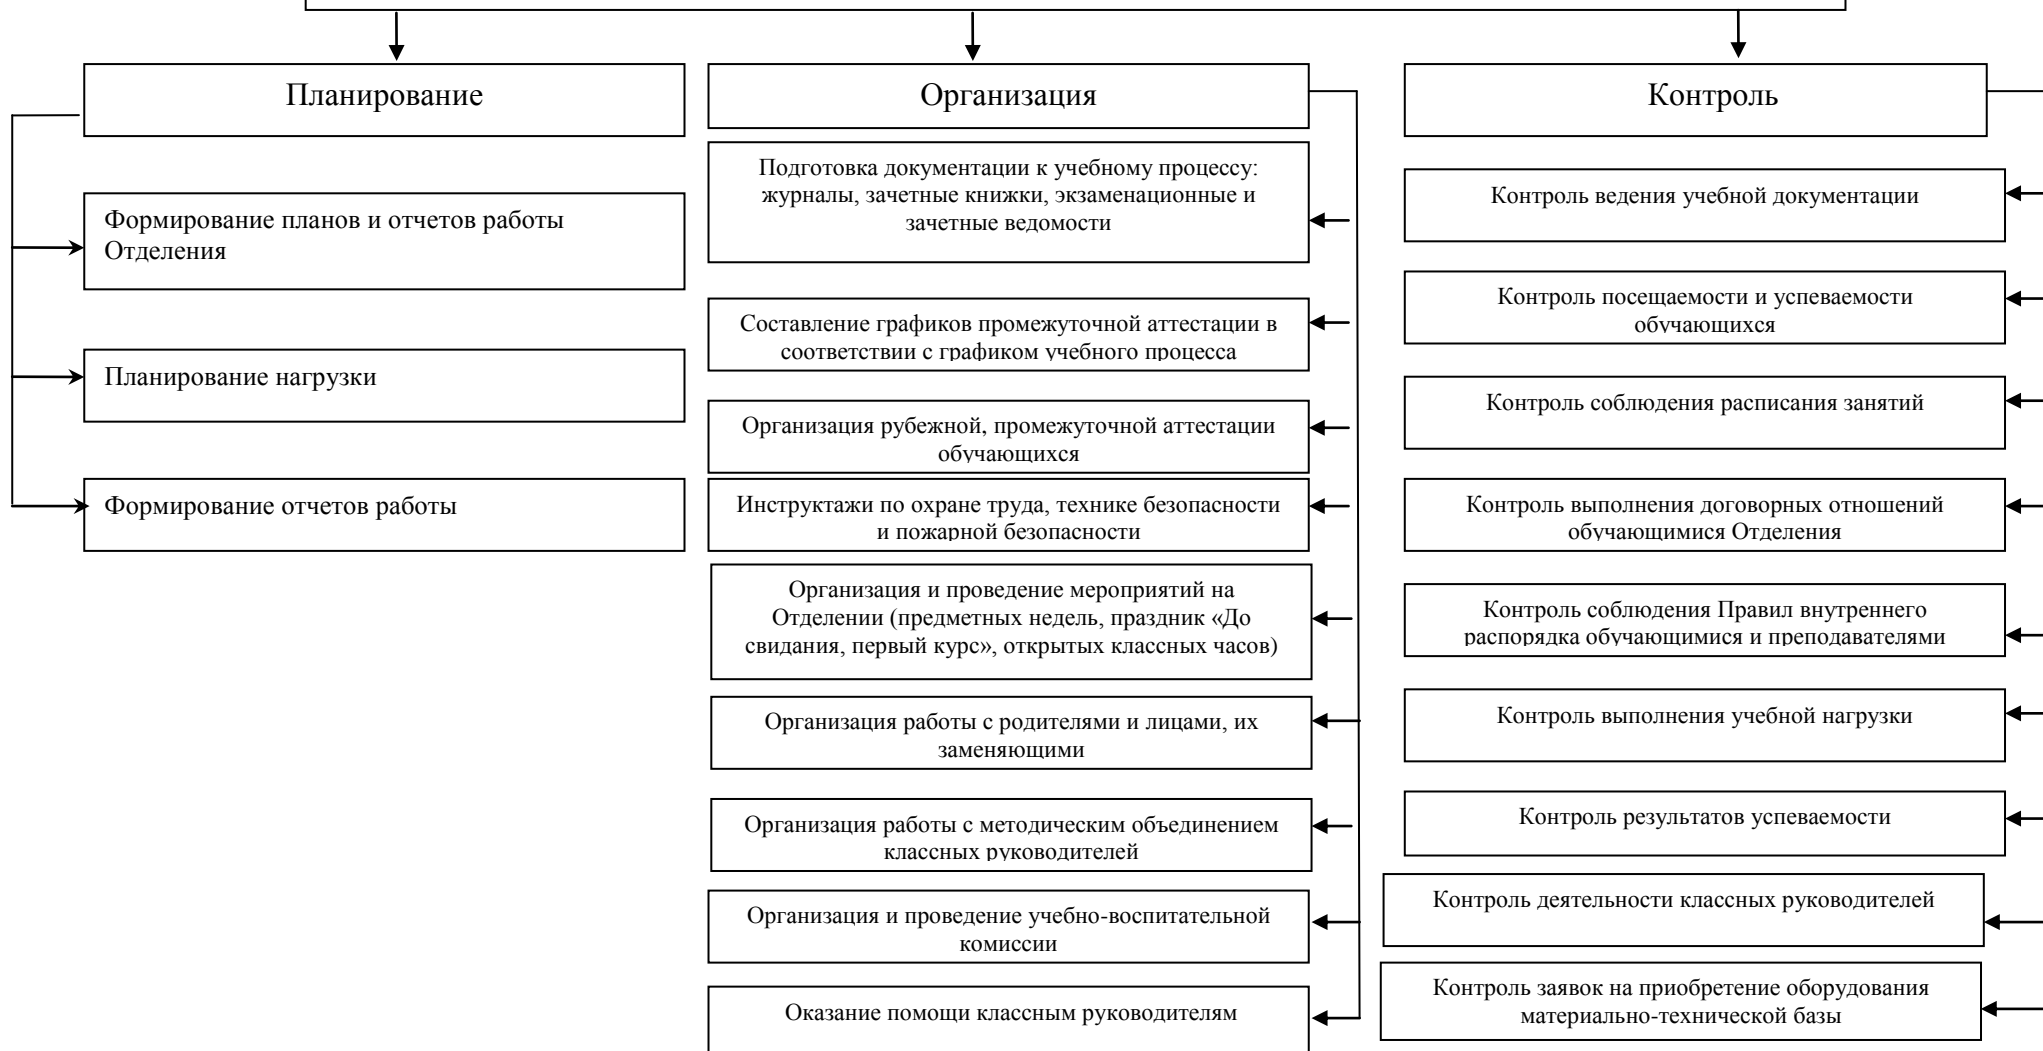 Планирование
Формирование планов и отчетов работы
Отделения
Планирование нагрузки
Формирование отчетов работы
Организация
Подготовка документации к учебному процессу:
журналы, зачетные книжки, экзаменационные и
зачетные ведомости
Составление графиков промежуточной аттестации в
соответствии с графиком учебного процесса
Организация рубежной, промежуточной аттестации
обучающихся
Инструктажи по охране труда, технике безопасности
и пожарной безопасности
Организация и проведение мероприятий на
Отделении (предметных недель, праздник «До
свидания, первый курс», открытых классных часов)
Организация работы с родителями и лицами, их
заменяющими
Организация работы с методическим объединением
классных руководителей
Организация и проведение учебно-воспитательной
комиссии
Оказание помощи классным руководителям
Контроль
Контроль ведения учебной документации
Контроль посещаемости и успеваемости
обучающихся
Контроль соблюдения расписания занятий
Контроль выполнения договорных отношений
обучающимися Отделения
Контроль соблюдения Правил внутреннего
распорядка обучающимися и преподавателями
Контроль выполнения учебной нагрузки
Контроль результатов успеваемости
Контроль деятельности классных руководителей
Контроль заявок на приобретение оборудования
материально-технической базы